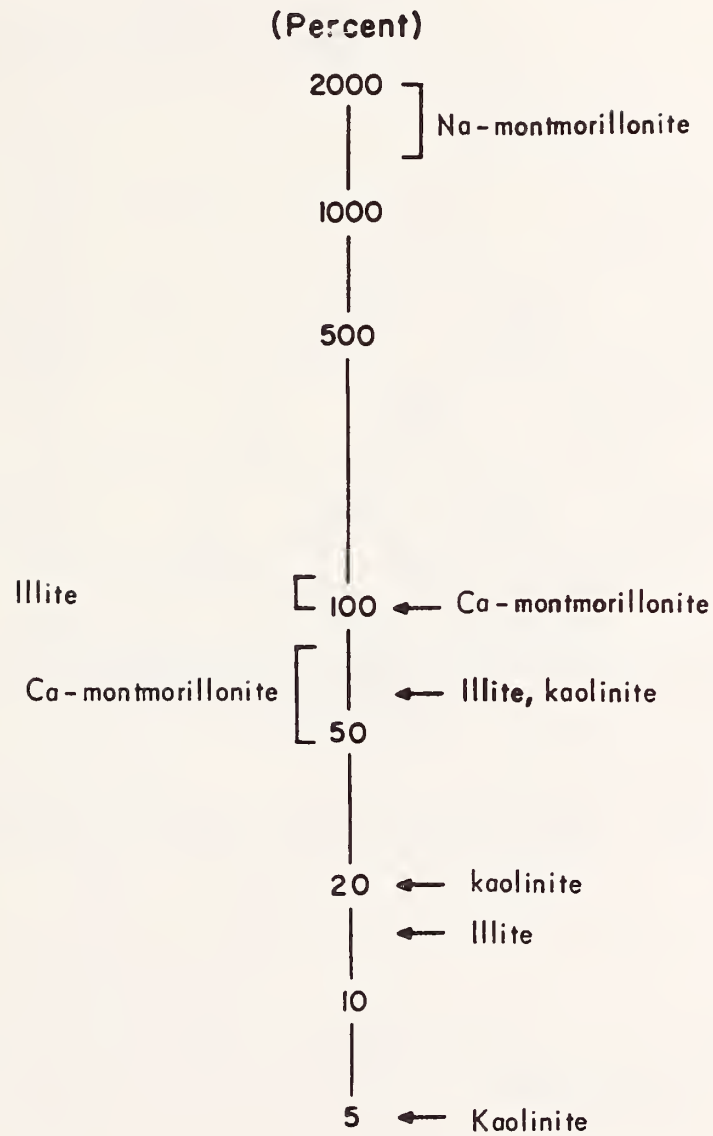 (Percent)
2000
Na-montmorillonite
1000
500
Illite
100
Ca-montmorillonite
Ca-montmorillonite
Illite, kaolinite
50
20
kaolinite
Illite
10
5
Kaolinite